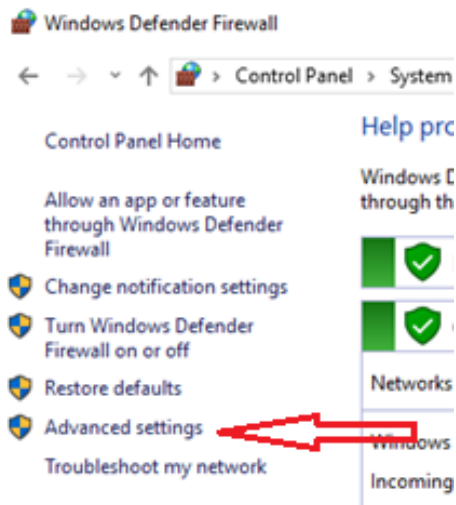 Windows Defender Firewall
Control Panel > System
Control Panel Home
Help pro
Windows D
through th
Allow an app or feature
through Windows Defender
Firewall
Change notification settings
Turn Windows Defender
Firewall on or off
Restore defaults
Networks
Advanced settings
Windows
Troubleshoot my network
Incoming